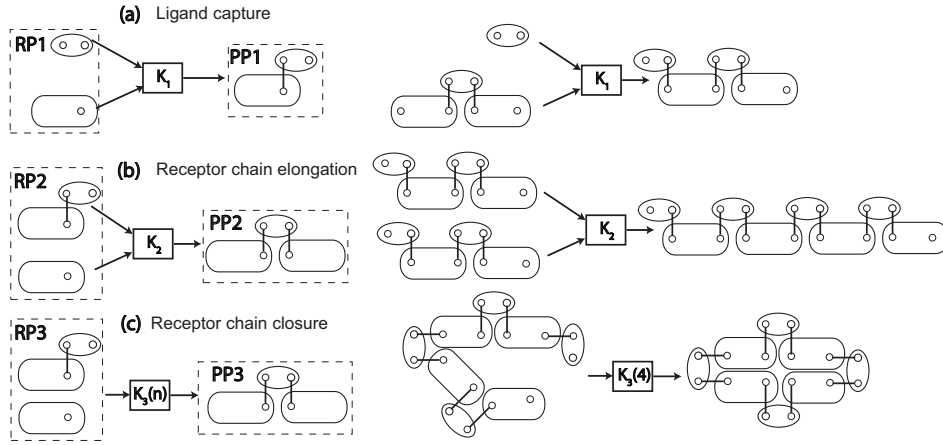 (a) Ligand capture
RP1
K1
PP1
K1
(b) Receptor chain elongation
RP2
K2
PP2
K2
(c) Receptor chain closure
RP3
K3(n)
PP3
K3(4)